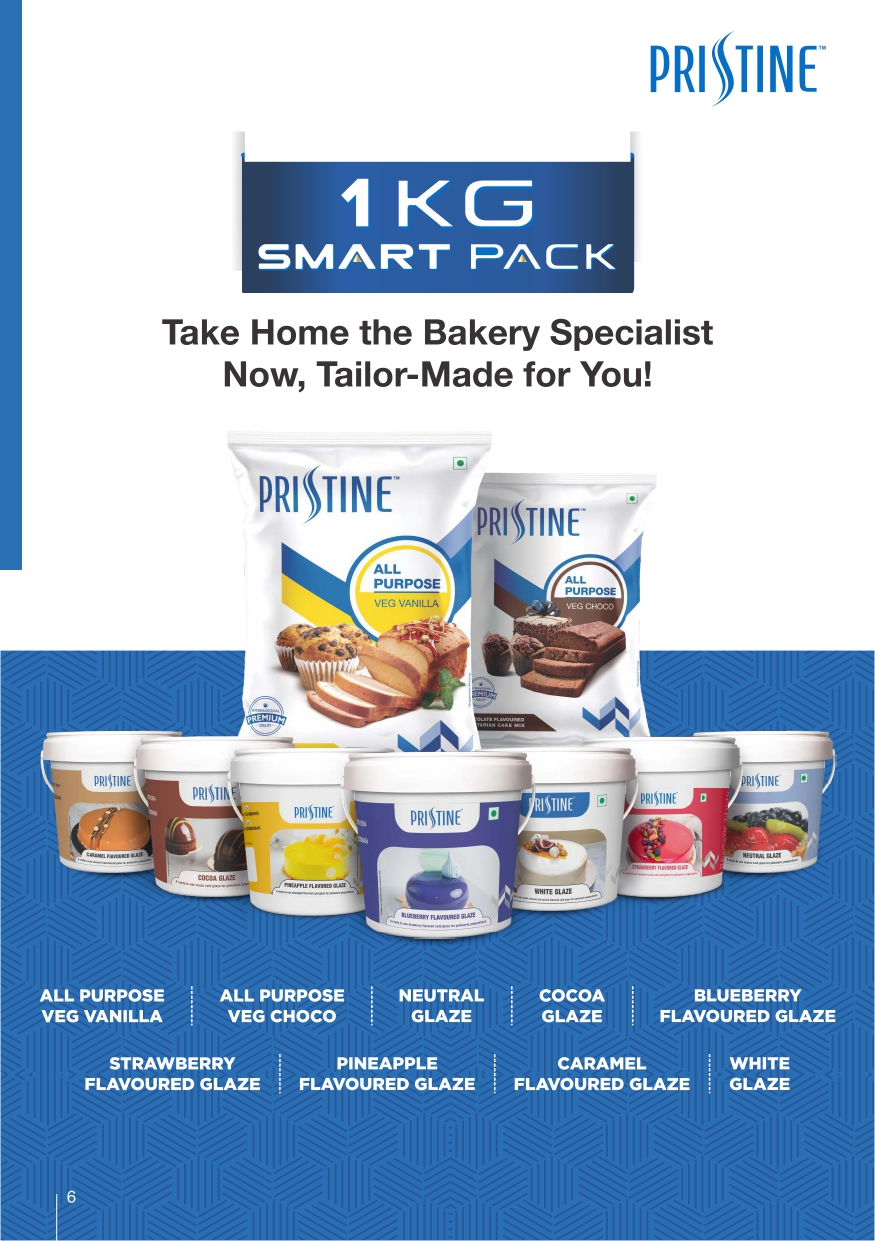 PRISTINE™
1 KG
SMART PACK
Take Home the Bakery Specialist
Now, Tailor-Made for You!
PRISTINE™
ALL
PURPOSE
VEG VANILLA
INTERNATIONAL
PREMIUM
PRISTINE™
ALL
PURPOSE
VEG CHOCO
PREMIUM
PRISTINE
CARAMEL FLAVOURED GLAZE
PRISTINE
COCOA GLAZE
PRISTINE
PINEAPPLE FLAVORED GLAZE
PRISTINE
BLUEBERRY FLAVOURED GLAZE
PRISTINE
WHITE GLAZE
PRISTINE
STRAWBERRY FLAVORED GLAZE
PRISTINE
NEUTRAL GLAZE
ALL PURPOSE
VEG VANILLA
ALL PURPOSE
VEG CHOCO
NEUTRAL
GLAZE
COCOA
GLAZE
BLUEBERRY
FLAVOURED GLAZE
STRAWBERRY
FLAVOURED GLAZE
PINEAPPLE
FLAVOURED GLAZE
CARAMEL
FLAVOURED GLAZE
WHITE
GLAZE
6